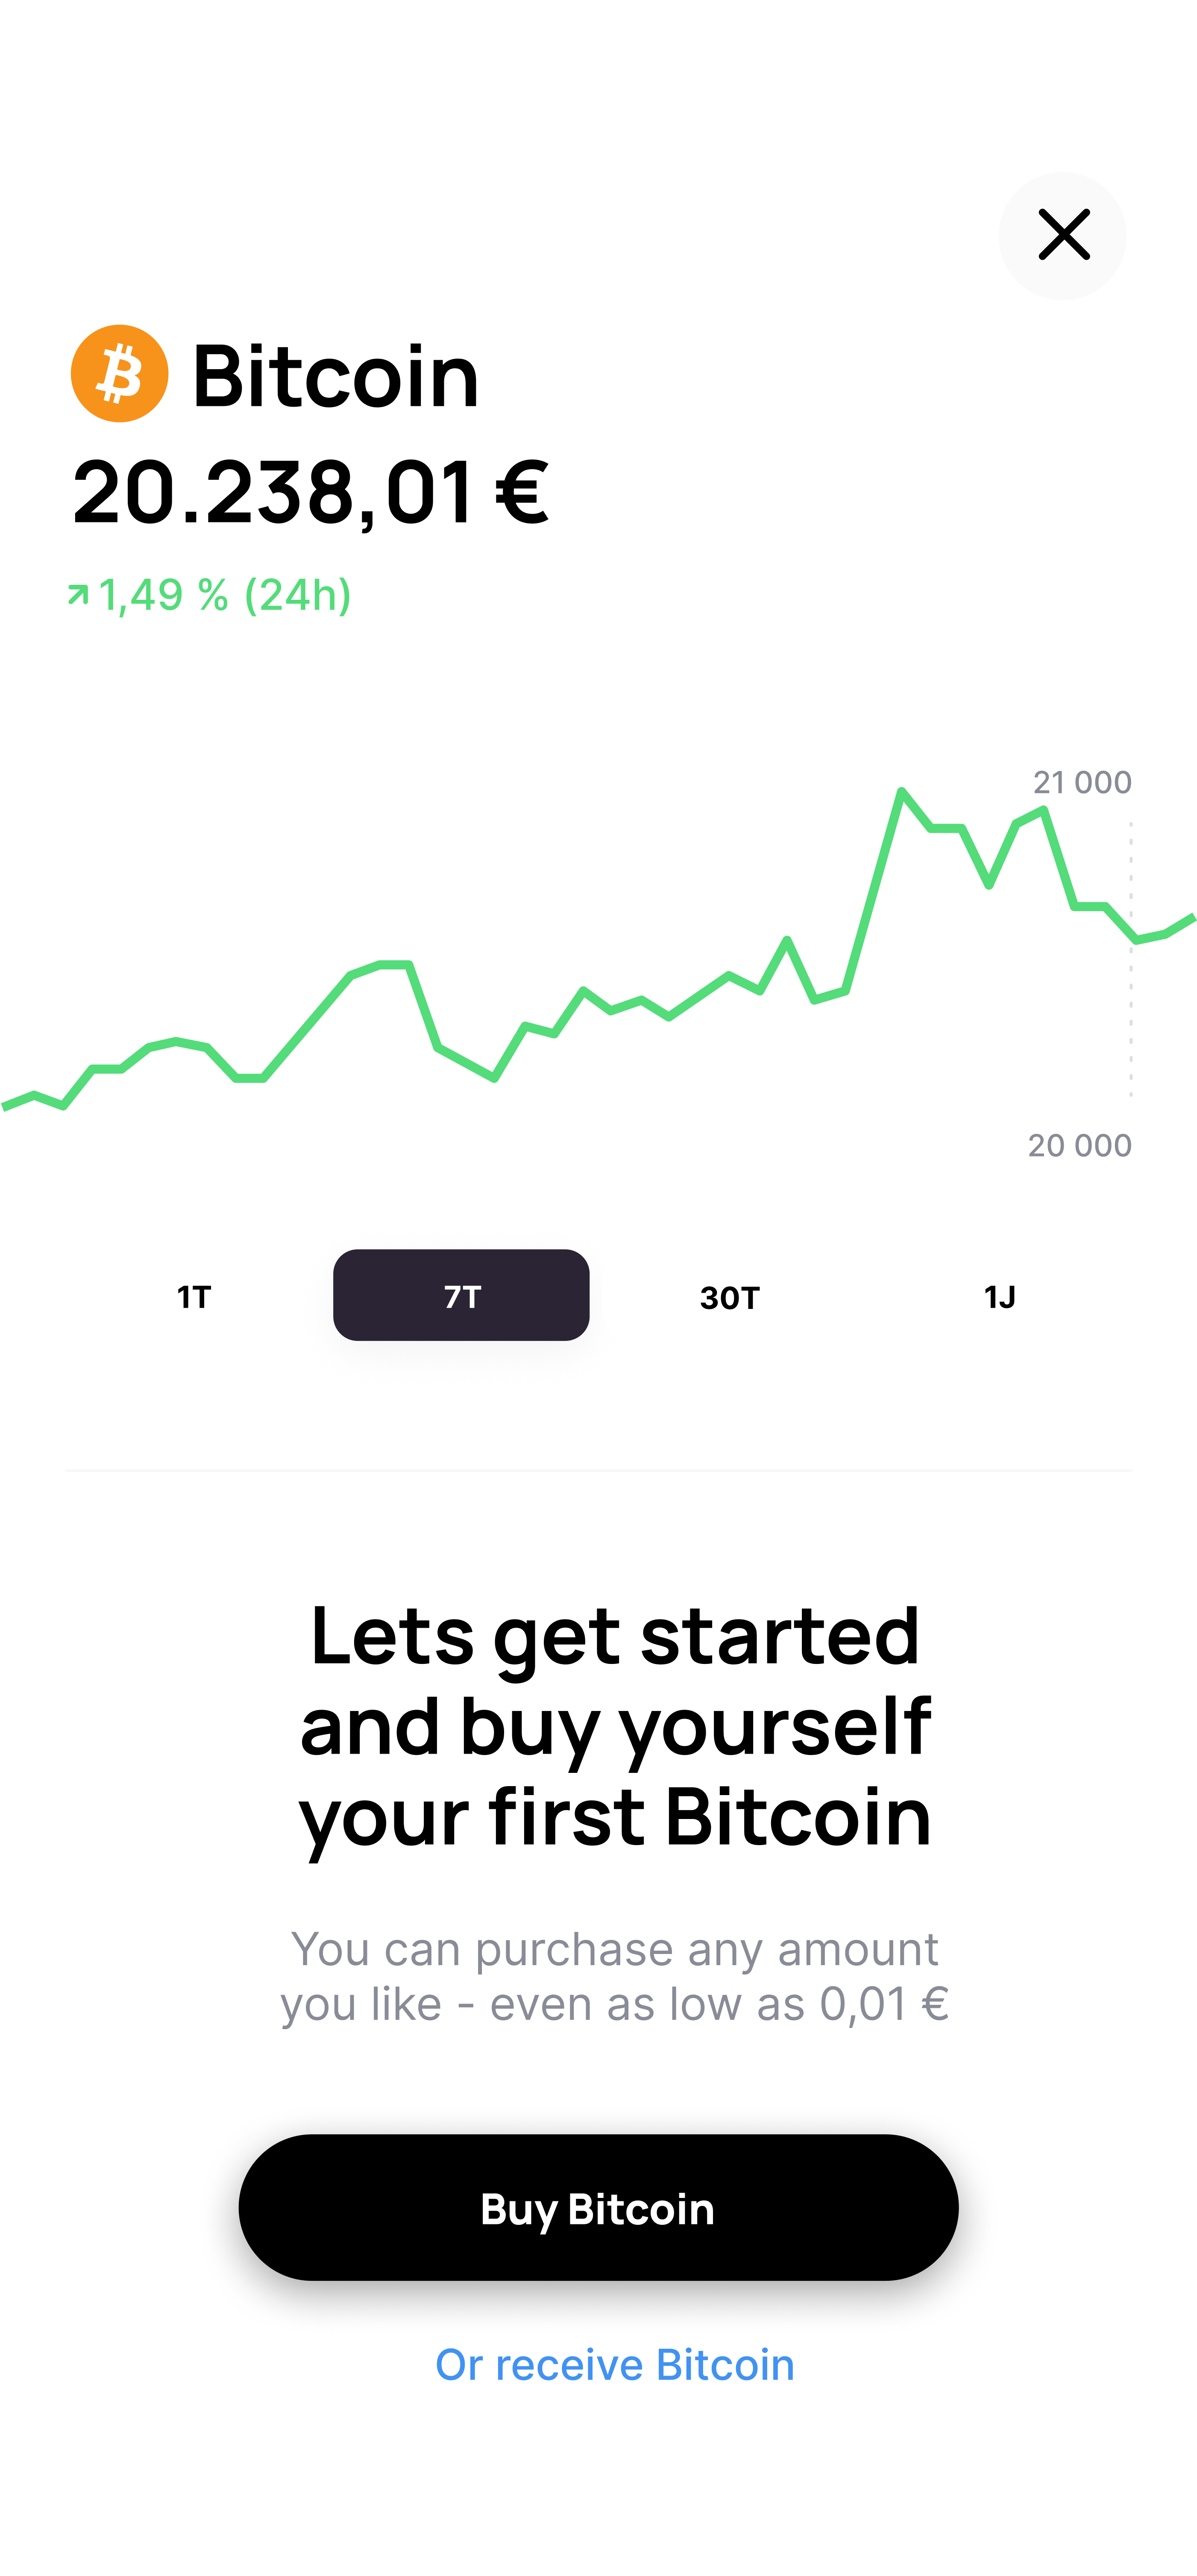 Bitcoin
20.238,01 €
1,49 % (24h)
21 000
20 000
1T 7T 30T 1J
Lets get started
and buy yourself
your first Bitcoin
You can purchase any amount
you like - even as low as 0,01 €
Buy Bitcoin
Or receive Bitcoin